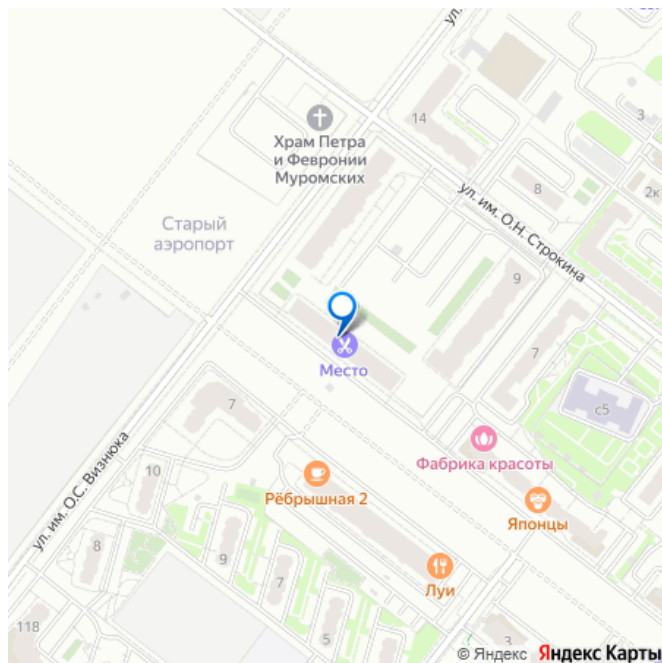 ул.
14
3
Храм Петра
и Февронии
Муромских
8
2к
ул. им. О.Н. Строкина
Старый
аэропорт
9
7
Место
с5
7
Фабрика красоты
ул. им. О.С. Визнюка
10
Рёбрышная 2
Японцы
8
9
7
Луи
118
5
3
© Яндекс Яндекс Карты